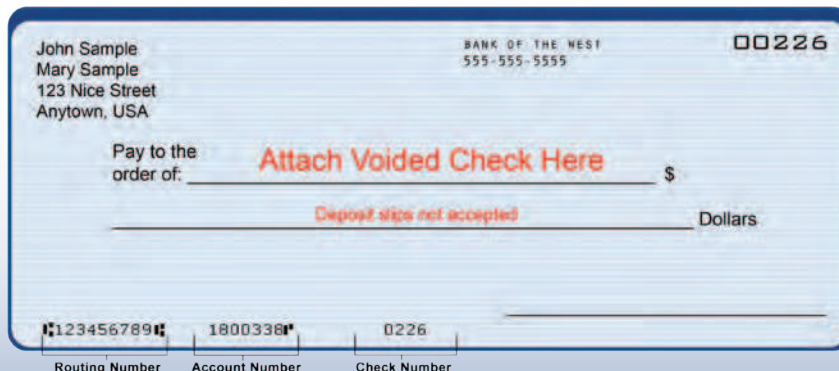 John Sample
Mary Sample
123 Nice Street
Anytown, USA
BANK OF THE WEST
555-555-5555
00226
Pay to the
order of:
Attach Voided Check Here
$
Deposit slips not accepted
Dollars
⑆123456789⑆ 1800338⑈ 0226
Routing Number Account Number Check Number